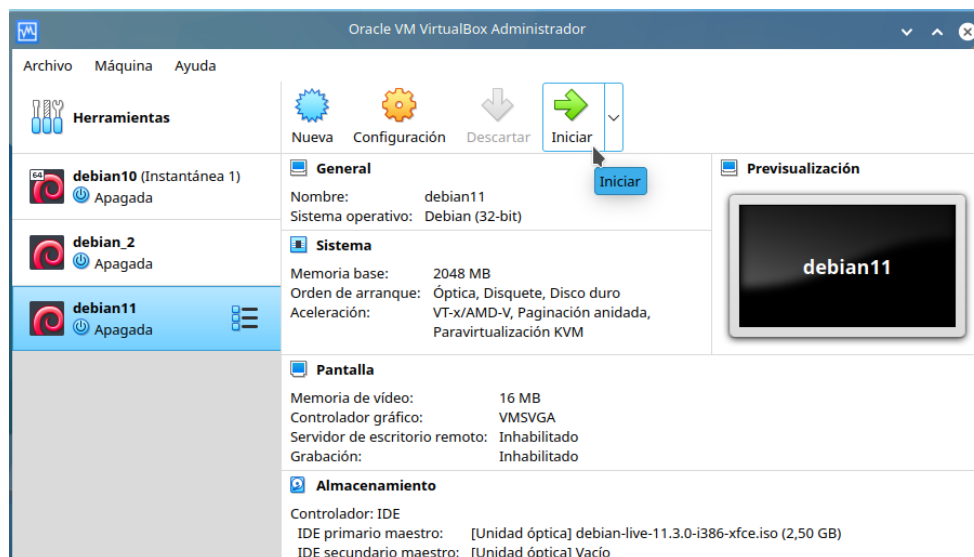 Oracle VM VirtualBox Administrador
Archivo Máquina Ayuda
Herramientas
Nueva Configuración Descartar Iniciar
Iniciar
64
debian10 (Instantánea 1)
Apagada
debian_2
Apagada
debian11
Apagada
General
Nombre: debian11
Sistema operativo: Debian (32-bit)
Sistema
Memoria base: 2048 MB
Orden de arranque: Óptica, Disquete, Disco duro
Aceleración: VT-x/AMD-V, Paginación anidada,
Paravirtualización KVM
Previsualización
debian11
Pantalla
Memoria de vídeo: 16 MB
Controlador gráfico: VMSVGA
Servidor de escritorio remoto: Inhabilitado
Grabación: Inhabilitado
Almacenamiento
Controlador: IDE
IDE primario maestro: [Unidad óptica] debian-live-11.3.0-i386-xfce.iso (2,50 GB)
IDE secundario maestro: [Unidad óptica] Vacío